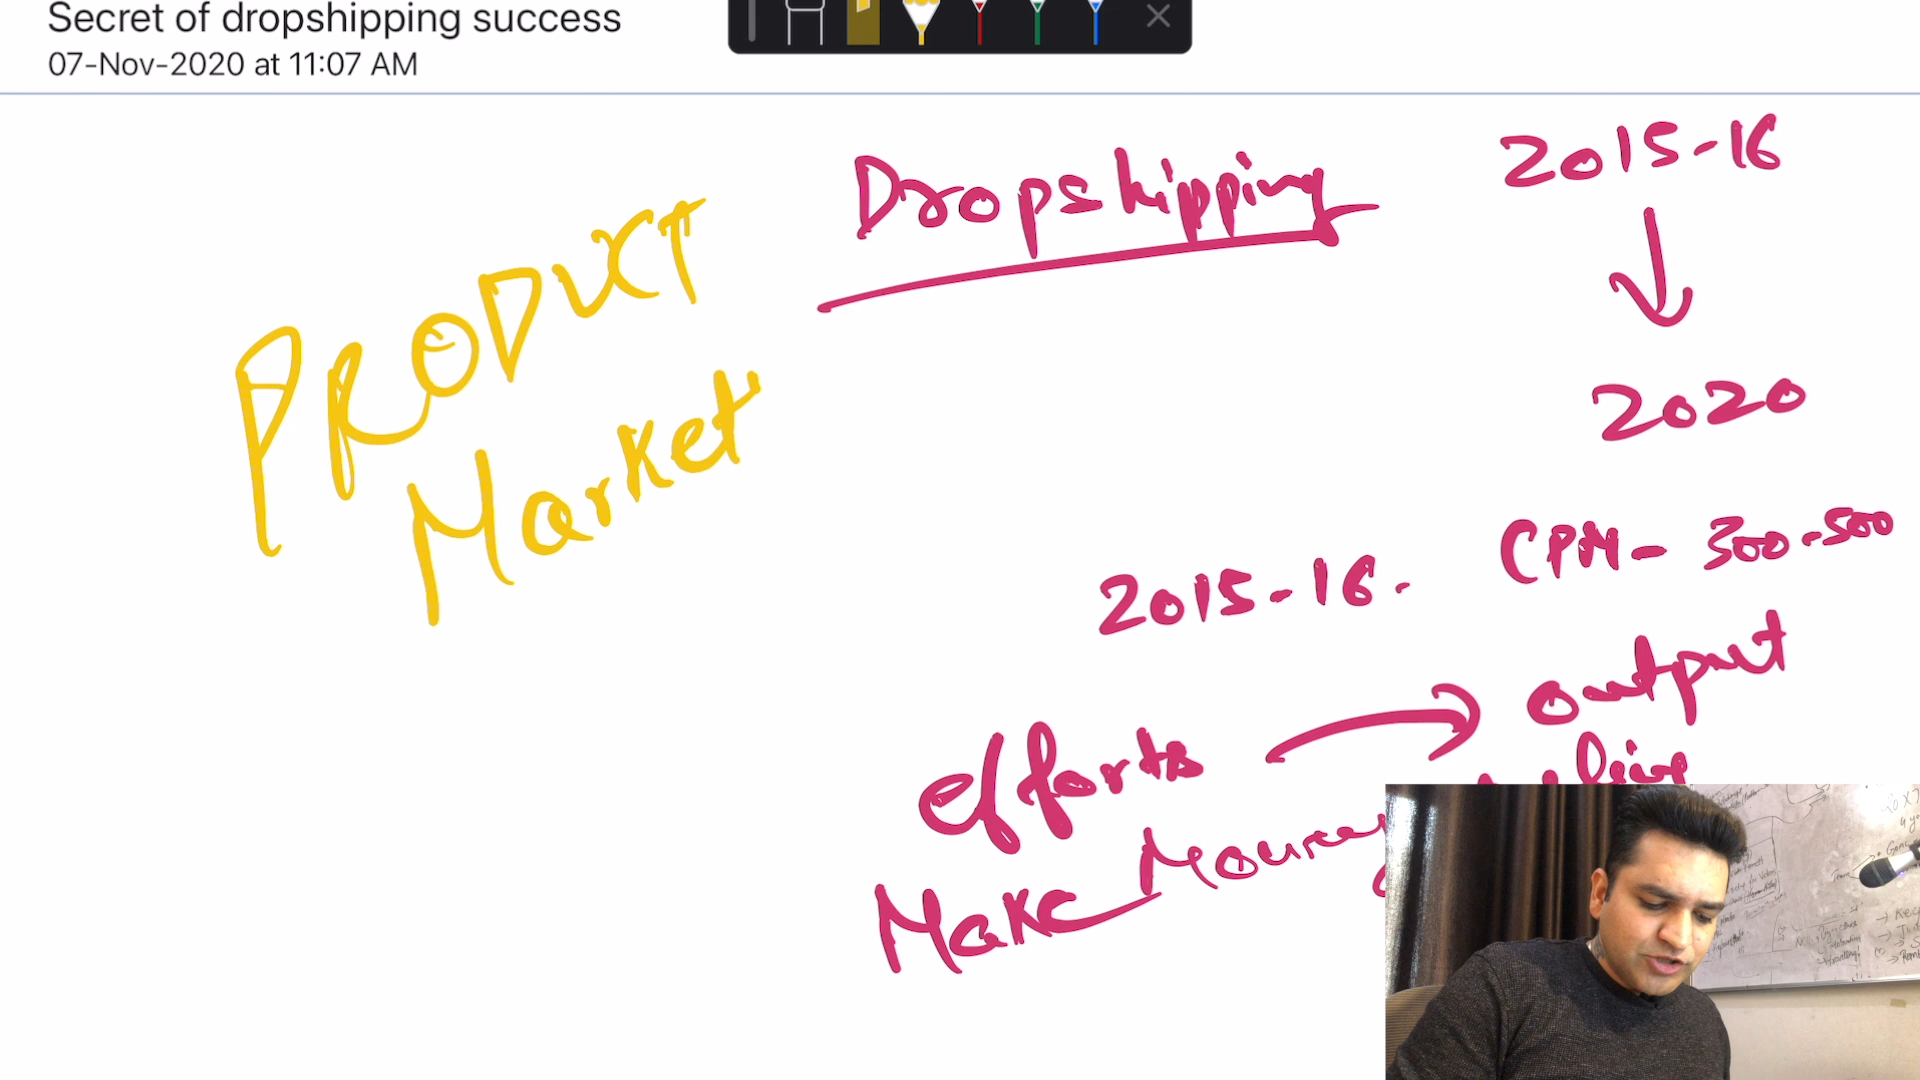 Secret of dropshipping success
07-Nov-2020 at 11:07 AM
Dropshipping
2015-16
PRODUCT
2020
Market
CPM - 300-500
2015-16.
efforts → output
Make Money